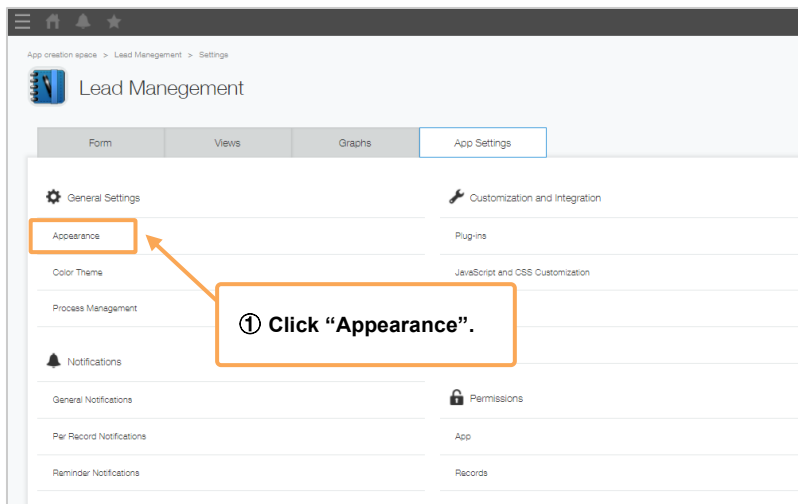 App creation space > Lead Manegement > Settings
Lead Manegement
Form Views Graphs App Settings
General Settings
Appearance
Color Theme
Process Management
Notifications
General Notifications
Per Record Notifications
Reminder Notifications
Customization and Integration
Plug-ins
JavaScript and CSS Customization
① Click “Appearance”.
Permissions
App
Records